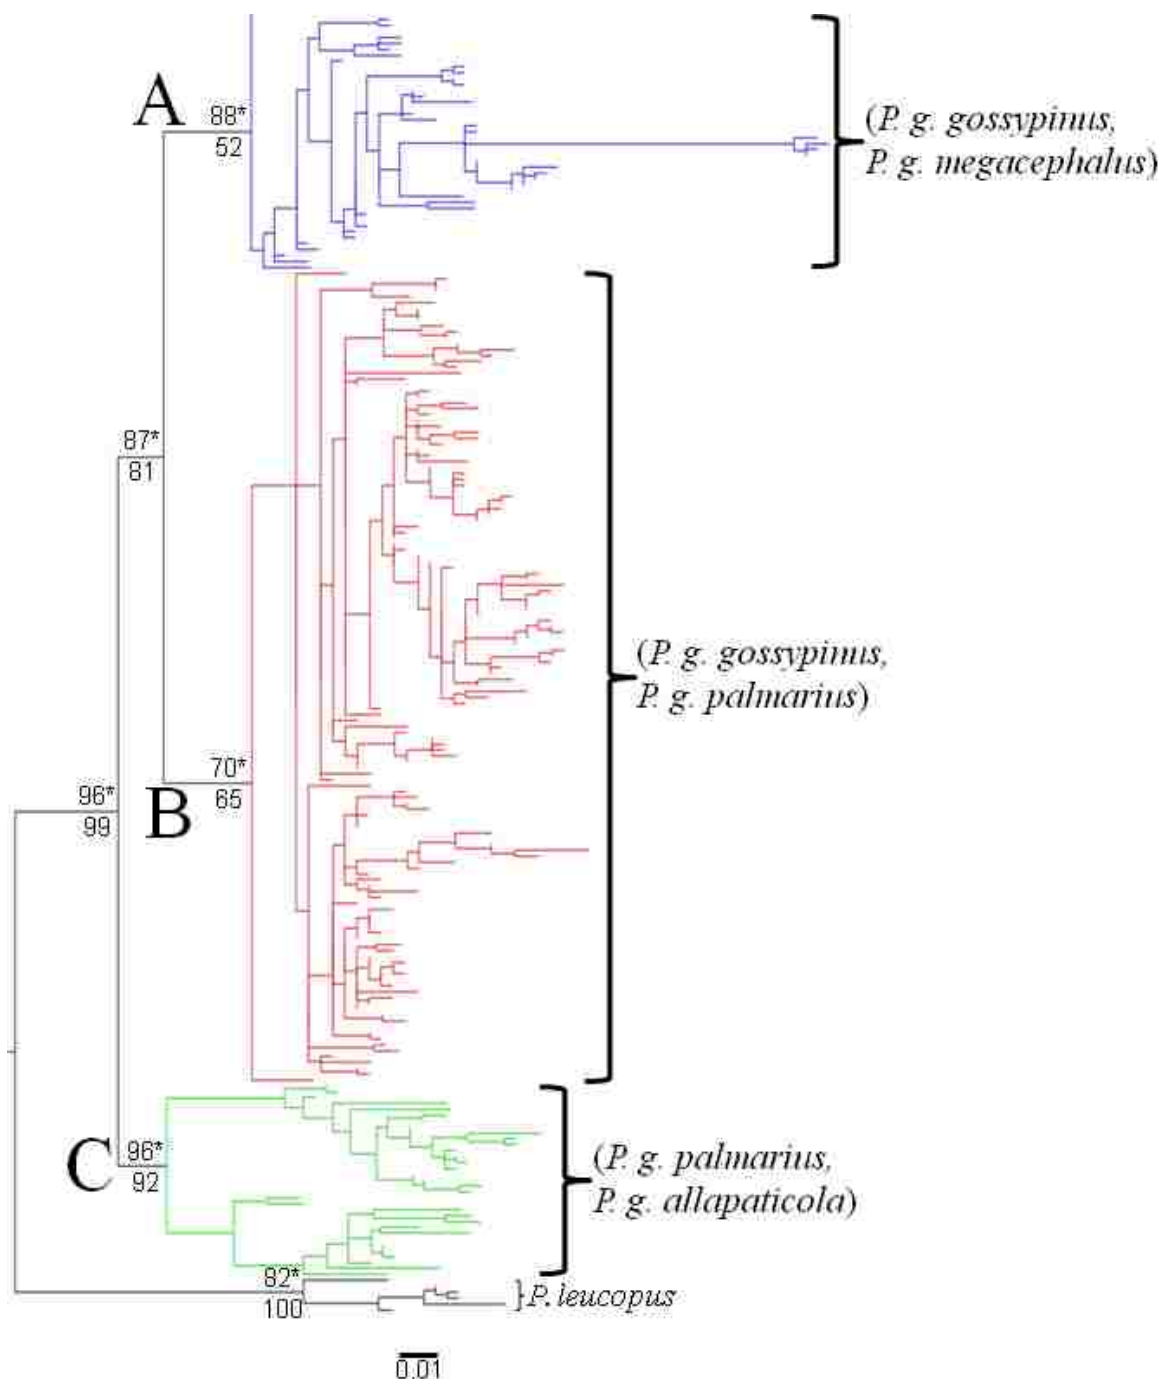 A
88*
52
(P. g. gossypinus,
P. g. megacephalus)
87*
81
(P. g. gossypinus,
P. g. palmarius)
70*
65
B
96*
99
C
96*
92
(P. g. palmarius,
P. g. allapaticola)
82*
100
P. leucopus
0.01